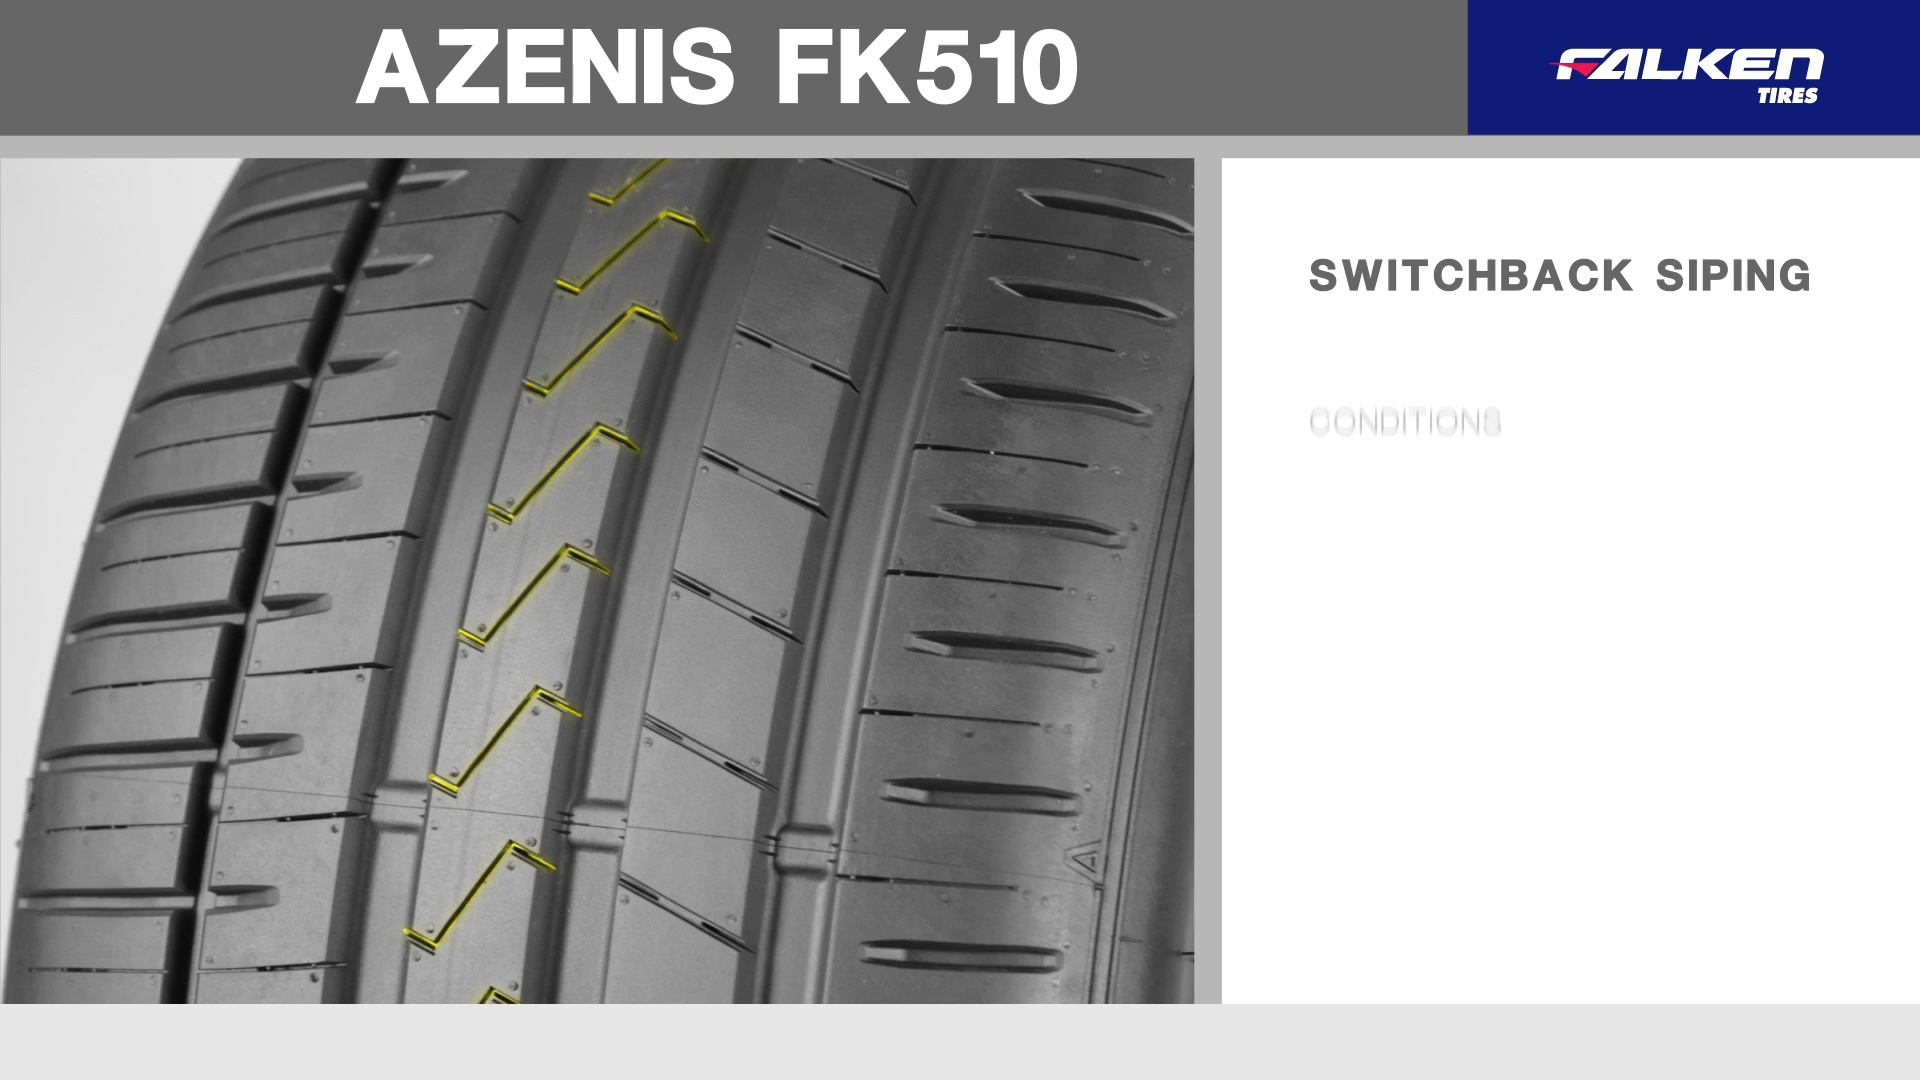 AZENIS FK510
FALKEN
TIRES
SWITCHBACK SIPING
CONDITIONS